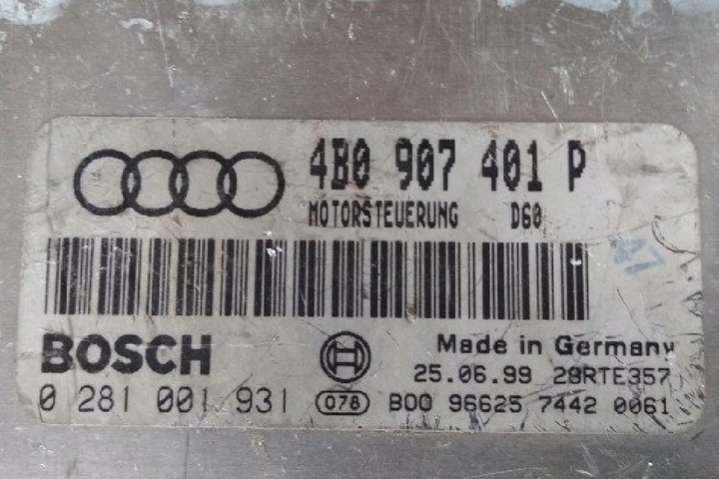 4B0 907 401 P
MOTORSTEUERUNG D60
BOSCH
Made in Germany
25.06.99 28RTE357
0 281 001 931 078 B00 96625 7442 0061